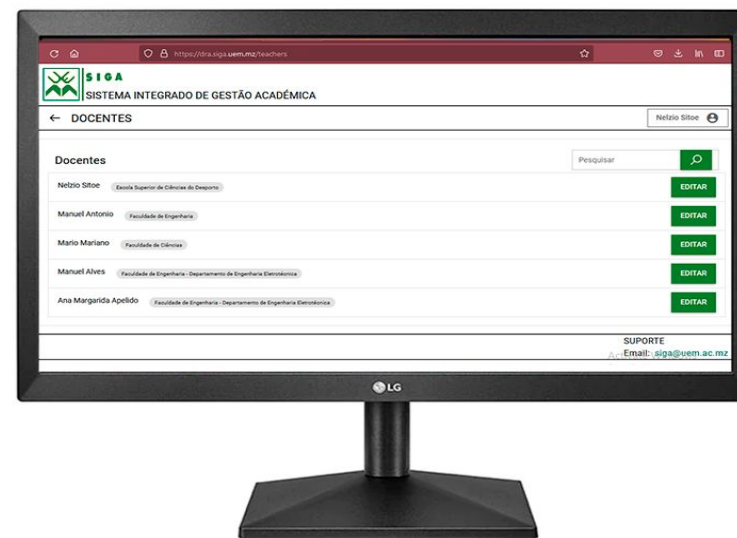 https://dra.siga.uem.mz/teachers
SIGA
SISTEMA INTEGRADO DE GESTÃO ACADÉMICA
← DOCENTES
Nelzio Sitoe
Docentes
Pesquisar
Nelzio Sitoe Escola Superior de Ciências do Desporto EDITAR
Manuel Antonio Faculdade de Engenharia EDITAR
Mario Mariano Faculdade de Ciências EDITAR
Manuel Alves Faculdade de Engenharia - Departamento de Engenharia Eletrotécnica EDITAR
Ana Margarida Apelido Faculdade de Engenharia - Departamento de Engenharia Eletrotécnica EDITAR
SUPORTE
Email: siga@uem.ac.mz
LG